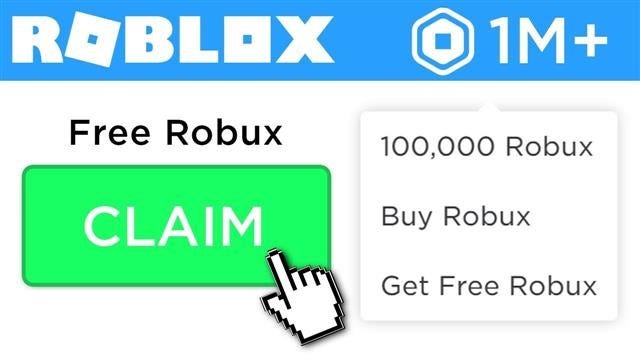 ROBLOX 1M+
Free Robux
CLAIM
100,000 Robux
Buy Robux
Get Free Robux